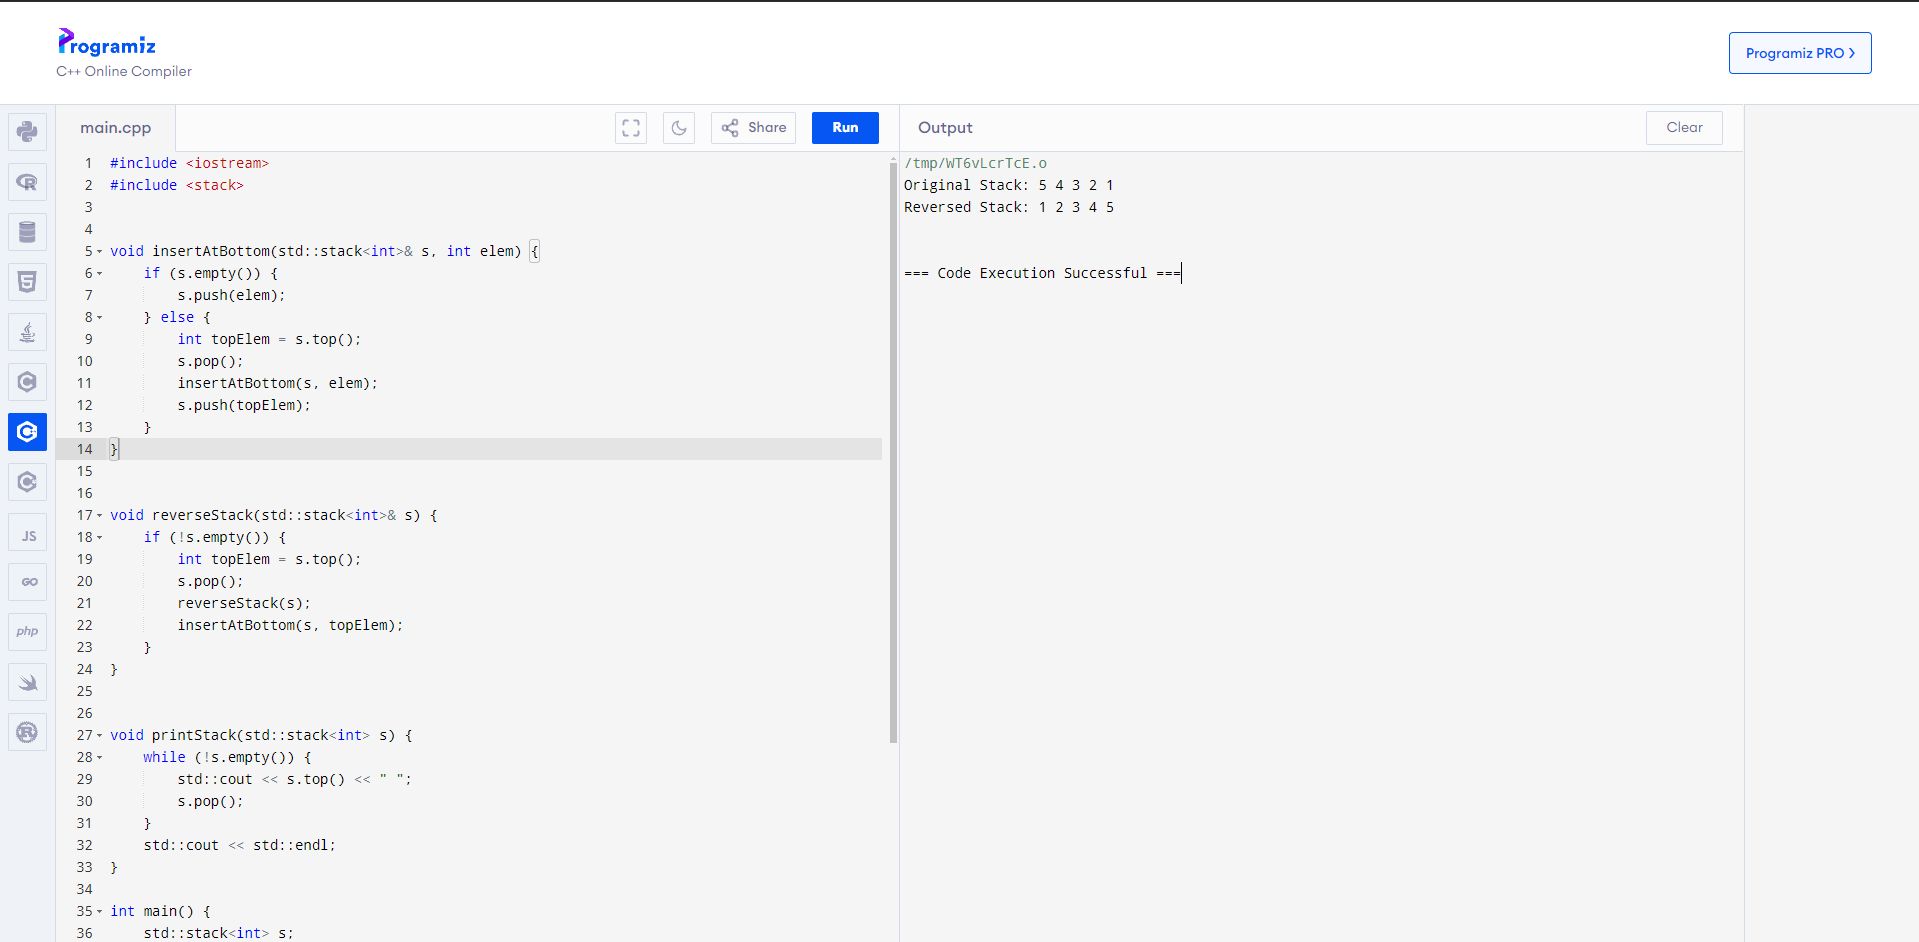 Programiz
C++ Online Compiler
Programiz PRO >
main.cpp
Share
Run
Output
Clear
1 #include <iostream>
2 #include <stack>
3
4
5 void insertAtBottom(std::stack<int>& s, int elem) {
6 if (s.empty()) {
7 s.push(elem);
8 } else {
9 int topElem = s.top();
10 s.pop();
11 insertAtBottom(s, elem);
12 s.push(topElem);
13 }
14 }
15
16
17 void reverseStack(std::stack<int>& s) {
18 if (!s.empty()) {
19 int topElem = s.top();
20 s.pop();
21 reverseStack(s);
22 insertAtBottom(s, topElem);
23 }
24 }
25
26
27 void printStack(std::stack<int> s) {
28 while (!s.empty()) {
29 std::cout << s.top() << " ";
30 s.pop();
31 }
32 std::cout << std::endl;
33 }
34
35 int main() {
36 std::stack<int> s;
/tmp/WT6vLcrTcE.o
Original Stack: 5 4 3 2 1
Reversed Stack: 1 2 3 4 5
=== Code Execution Successful ===
R
5
C
C+
C
JS
GO
php
R